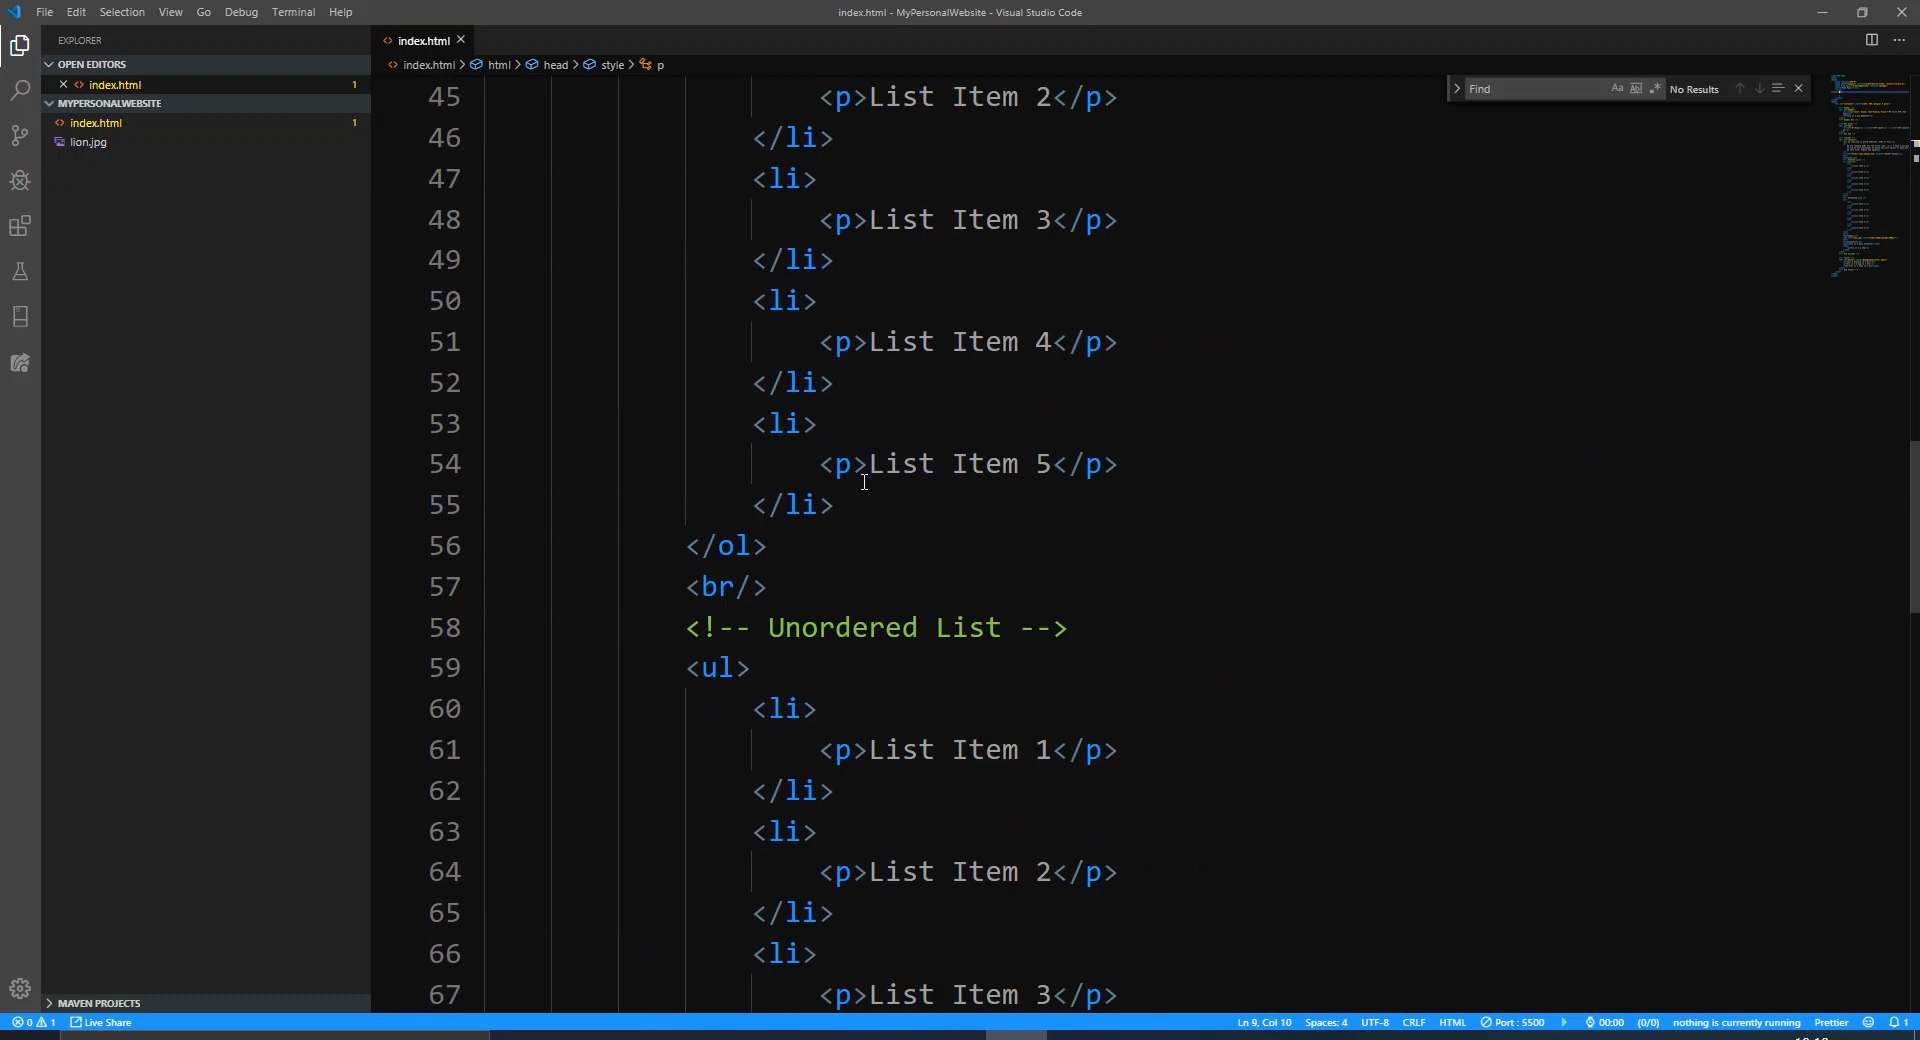 File Edit Selection View Go Debug Terminal Help
index.html - MyPersonalWebsite - Visual Studio Code
EXPLORER
OPEN EDITORS
index.html 1
MYPERSONALWEBSITE
index.html 1
lion.jpg
MAVEN PROJECTS
index.html
index.html > html > head > style > p
Find Aa Abl .* No Results
45 <p>List Item 2</p>
46 </li>
47 <li>
48 <p>List Item 3</p>
49 </li>
50 <li>
51 <p>List Item 4</p>
52 </li>
53 <li>
54 <p>List Item 5</p>
55 </li>
56 </ol>
57 <br/>
58 <!-- Unordered List -->
59 <ul>
60 <li>
61 <p>List Item 1</p>
62 </li>
63 <li>
64 <p>List Item 2</p>
65 </li>
66 <li>
67 <p>List Item 3</p>
0 1 Live Share Ln 9, Col 10 Spaces: 4 UTF-8 CRLF HTML Port : 5500 00:00 (0/0) nothing is currently running Prettier 1